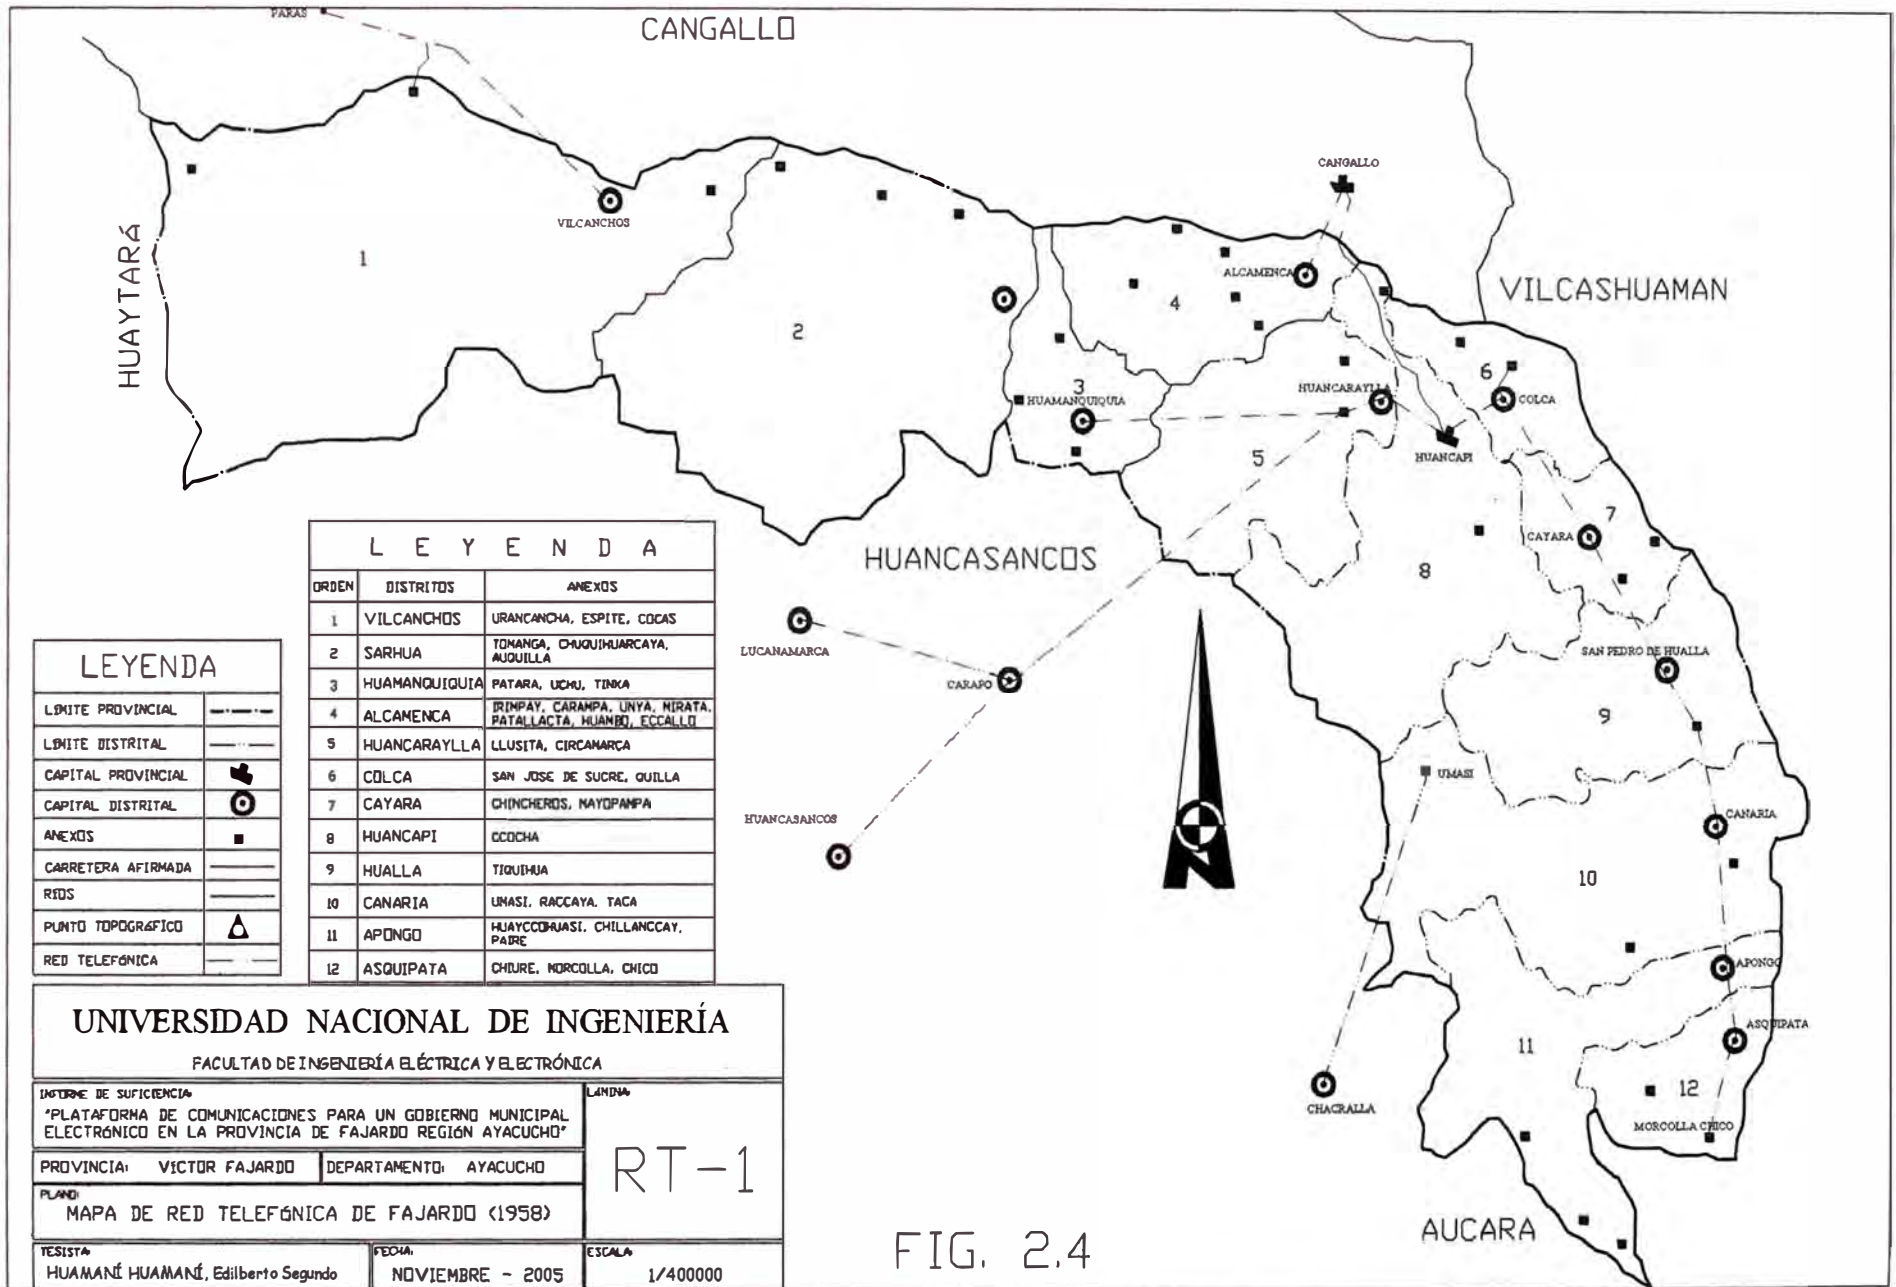 PARAS
CANGALLO
CANGALLO
HUAYTARÁ
VILCANCHOS
1
2
3
4
ALCAMENCA
VILCASHUAMAN
HUAMANQUIQUIA
HUANCARAYLLA
6
COLCA
HUANCAPI
5
7
CAYARA
8
HUANCASANCOS
LUCANAMARCA
CARAPO
HUANCASANCOS
SAN PEDRO DE HUALLA
9
UMASI
CANARIA
10
APONGO
ASQUIPATA
11
12
CHACRALLA
MORCOLLA CHICO
AUCARA
N
LEYENDA
LIMITE PROVINCIAL
LIMITE DISTRITAL
CAPITAL PROVINCIAL
CAPITAL DISTRITAL
ANEXOS
CARRETERA AFIRMADA
RIOS
PUNTO TOPOGRáFICO
RED TELEFóNICA
L E Y E N D A
ORDEN DISTRITOS ANEXOS
1 VILCANCHOS URANCANCHA, ESPITE, COCAS
2 SARHUA TOMANGA, CHUQUIHUARCAYA,
AUQUILLA
3 HUAMANQUIQUIA PATARA, UCHU, TINKA
4 ALCAMENCA IRIMPAY, CARAMPA, UNYA, MIRATA,
PATALLACTA, HUAMBO, ECCALLO
5 HUANCARAYLLA LLUSITA, CIRCAMARCA
6 COLCA SAN JOSE DE SUCRE, QUILLA
7 CAYARA CHINCHEROS, MAYOPAMPA
8 HUANCAPI CCOCHA
9 HUALLA TIQUIHUA
10 CANARIA UMASI, RACCAYA, TACA
11 APONGO HUAYCCOHUASI, CHILLANCCAY,
PAIRE
12 ASQUIPATA CHIURE, MORCOLLA, CHICO
UNIVERSIDAD NACIONAL DE INGENIERÍA
FACULTAD DE INGENIERÍA ELÉCTRICA Y ELECTRÓNICA
INFORME DE SUFICIENCIA:
"PLATAFORMA DE COMUNICACIONES PARA UN GOBIERNO MUNICIPAL
ELECTRóNICO EN LA PROVINCIA DE FAJARDO REGIóN AYACUCHO"
LAMINA:
RT-1
PROVINCIA: VICTOR FAJARDO DEPARTAMENTO: AYACUCHO
PLANO:
MAPA DE RED TELEFóNICA DE FAJARDO (1958)
TESISTA:
HUAMANÍ HUAMANÍ, Edilberto Segundo
FECHA:
NOVIEMBRE - 2005
ESCALA:
1/400000
FIG. 2.4